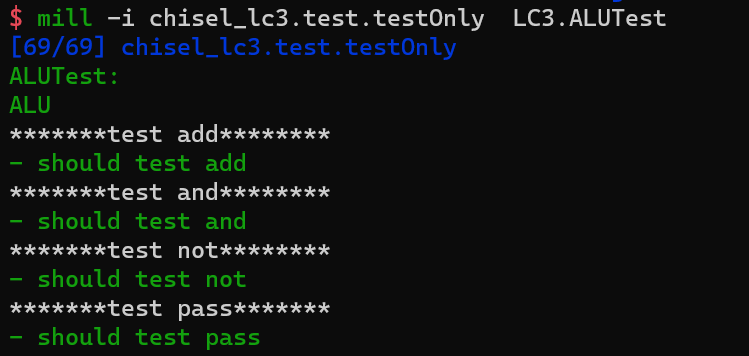 $ mill -i chisel_lc3.test.testOnly  LC3.ALUTest
[69/69] chisel_lc3.test.testOnly
ALUTest:
ALU
*******test add********
- should test add
*******test and********
- should test and
*******test not********
- should test not
*******test pass*******
- should test pass